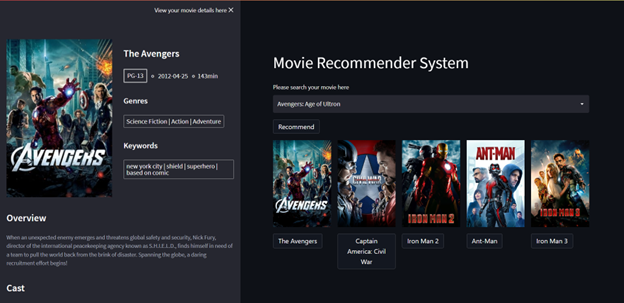 View your movie details here ✕
The Avengers
PG-13 2012-04-25 143min
Genres
Science Fiction | Action | Adventure
Keywords
new york city | shield | superhero |
based on comic
AVENGERS
Overview
When an unexpected enemy emerges and threatens global safety and security, Nick Fury,
director of the international peacekeeping agency known as S.H.I.E.L.D., finds himself in need of
a team to pull the world back from the brink of disaster. Spanning the globe, a daring
recruitment effort begins!
Cast
Movie Recommender System
Please search your movie here
Avengers: Age of Ultron
Recommend
AVENGERS
IRON MAN 2
ANT-MAN
IRON MAN 3
The Avengers
Captain
America: Civil
War
Iron Man 2
Ant-Man
Iron Man 3